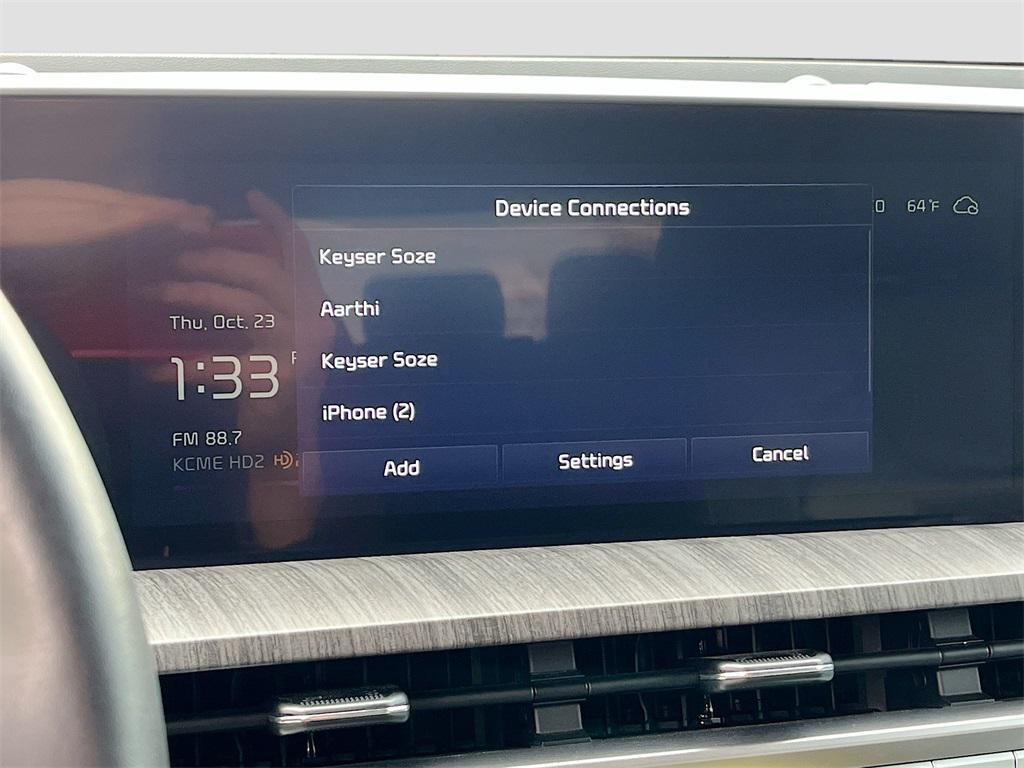 Device Connections
64°F
Keyser Soze
Aarthi
Thu, Oct. 23
1:33
Keyser Soze
iPhone (2)
FM 88.7
KCME HD2 HD
Add
Settings
Cancel